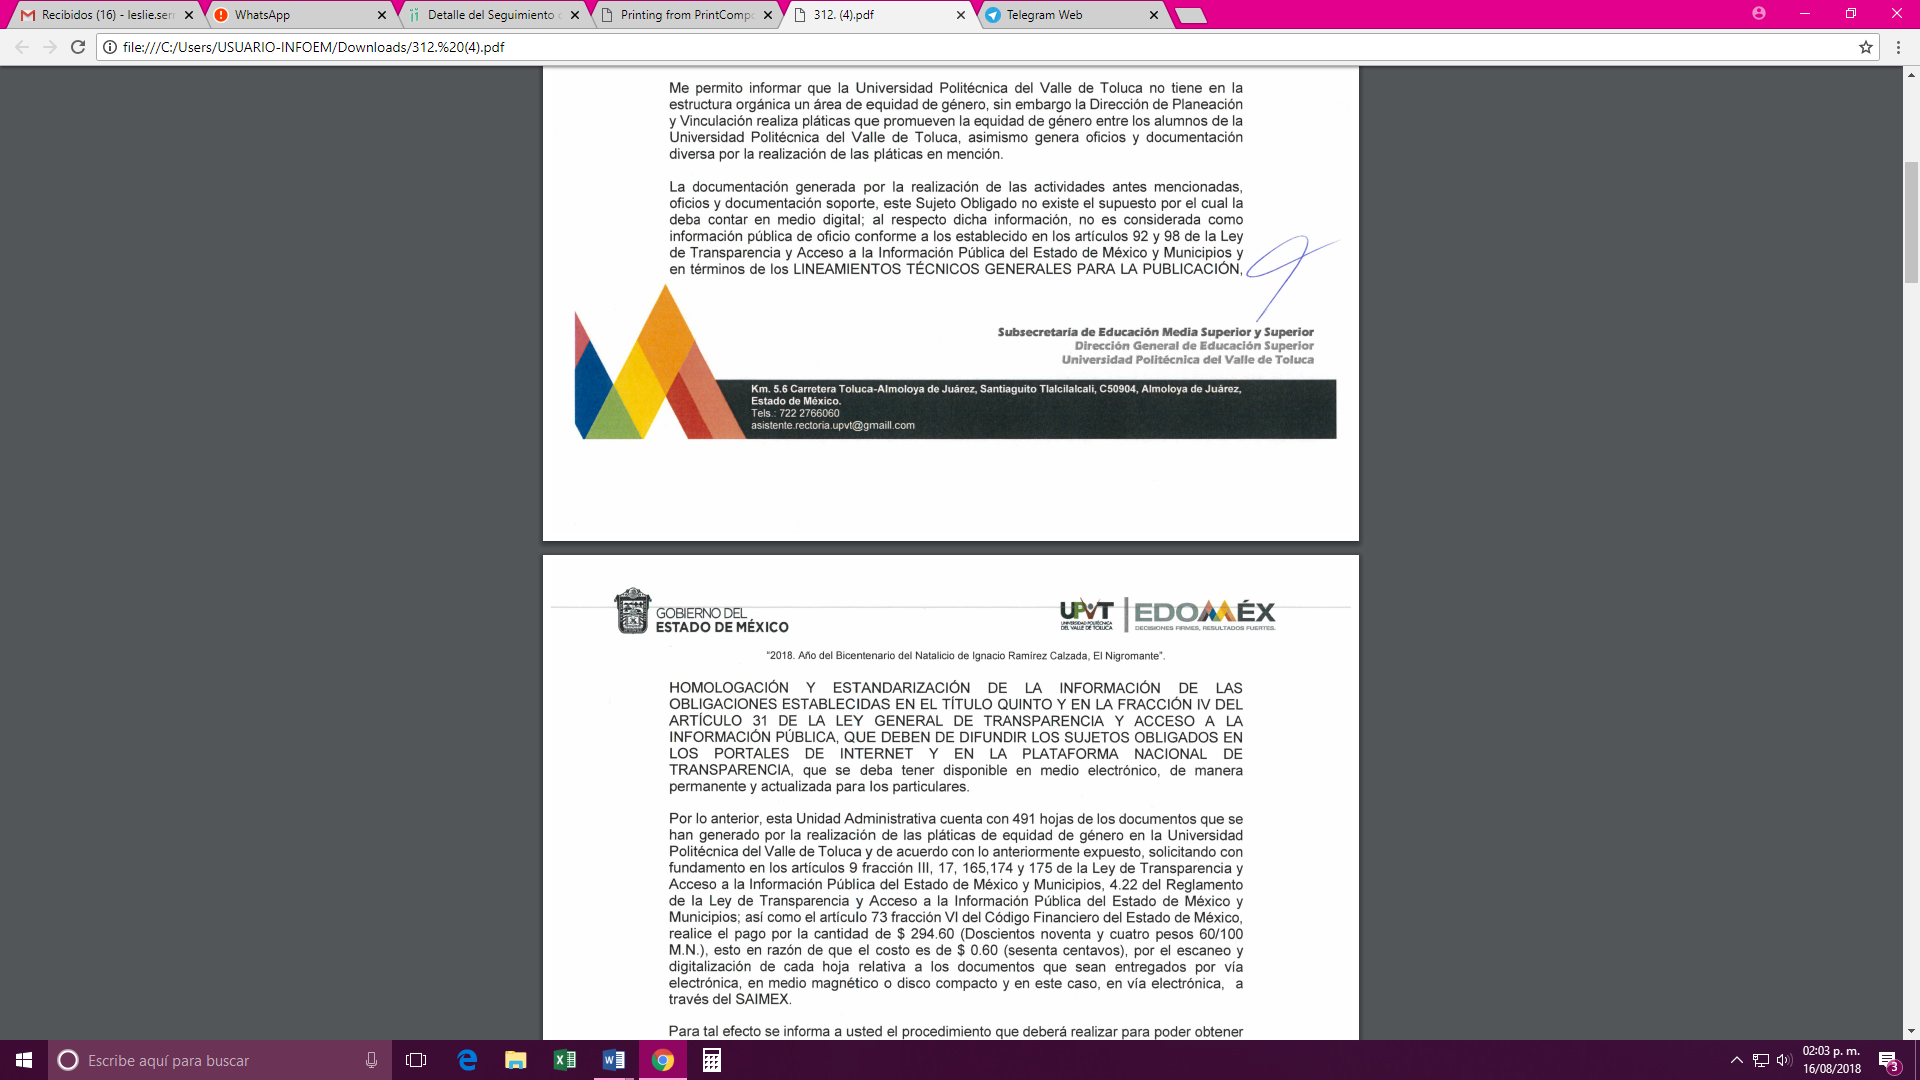 Recibidos (16) - leslie.serr
WhatsApp
Detalle del Seguimiento
Printing from PrintCompo
312. (4).pdf
Telegram Web
file:///C:/Users/USUARIO-INFOEM/Downloads/312.%20(4).pdf
Me permito informar que la Universidad Politécnica del Valle de Toluca no tiene en la
estructura orgánica un área de equidad de género, sin embargo la Dirección de Planeación
y Vinculación realiza pláticas que promueven la equidad de género entre los alumnos de la
Universidad Politécnica del Valle de Toluca, asimismo genera oficios y documentación
diversa por la realización de las pláticas en mención.
La documentación generada por la realización de las actividades antes mencionadas,
oficios y documentación soporte, este Sujeto Obligado no existe el supuesto por el cual la
deba contar en medio digital; al respecto dicha información, no es considerada como
información pública de oficio conforme a los establecido en los artículos 92 y 98 de la Ley
de Transparencia y Acceso a la Información Pública del Estado de México y Municipios y
en términos de los LINEAMIENTOS TÉCNICOS GENERALES PARA LA PUBLICACIÓN,
Subsecretaría de Educación Media Superior y Superior
Dirección General de Educación Superior
Universidad Politécnica del Valle de Toluca
Km. 5.6 Carretera Toluca-Almoloya de Juárez, Santiaguito Tlalcilalcali, C50904, Almoloya de Juárez,
Estado de México.
Tels.: 722 2766060
asistente.rectoria.upvt@gmaill.com
GOBIERNO DEL
ESTADO DE MÉXICO
UPVT
UNIVERSIDAD POLITÉCNICA
DEL VALLE DE TOLUCA
EDOMÉX
DECISIONES FIRMES, RESULTADOS FUERTES.
"2018. Año del Bicentenario del Natalicio de Ignacio Ramírez Calzada, El Nigromante".
HOMOLOGACIÓN Y ESTANDARIZACIÓN DE LA INFORMACIÓN DE LAS
OBLIGACIONES ESTABLECIDAS EN EL TÍTULO QUINTO Y EN LA FRACCIÓN IV DEL
ARTÍCULO 31 DE LA LEY GENERAL DE TRANSPARENCIA Y ACCESO A LA
INFORMACIÓN PÚBLICA, QUE DEBEN DE DIFUNDIR LOS SUJETOS OBLIGADOS EN
LOS PORTALES DE INTERNET Y EN LA PLATAFORMA NACIONAL DE
TRANSPARENCIA, que se deba tener disponible en medio electrónico, de manera
permanente y actualizada para los particulares.
Por lo anterior, esta Unidad Administrativa cuenta con 491 hojas de los documentos que se
han generado por la realización de las pláticas de equidad de género en la Universidad
Politécnica del Valle de Toluca y de acuerdo con lo anteriormente expuesto, solicitando con
fundamento en los artículos 9 fracción III, 17, 165,174 y 175 de la Ley de Transparencia y
Acceso a la Información Pública del Estado de México y Municipios, 4.22 del Reglamento
de la Ley de Transparencia y Acceso a la Información Pública del Estado de México y
Municipios; así como el artículo 73 fracción VI del Código Financiero del Estado de México,
realice el pago por la cantidad de $ 294.60 (Doscientos noventa y cuatro pesos 60/100
M.N.), esto en razón de que el costo es de $ 0.60 (sesenta centavos), por el escaneo y
digitalización de cada hoja relativa a los documentos que sean entregados por vía
electrónica, en medio magnético o disco compacto y en este caso, en vía electrónica, a
través del SAIMEX.
Para tal efecto se informa a usted el procedimiento que deberá realizar para poder obtener
Escribe aquí para buscar
02:03 p. m.
16/08/2018
3